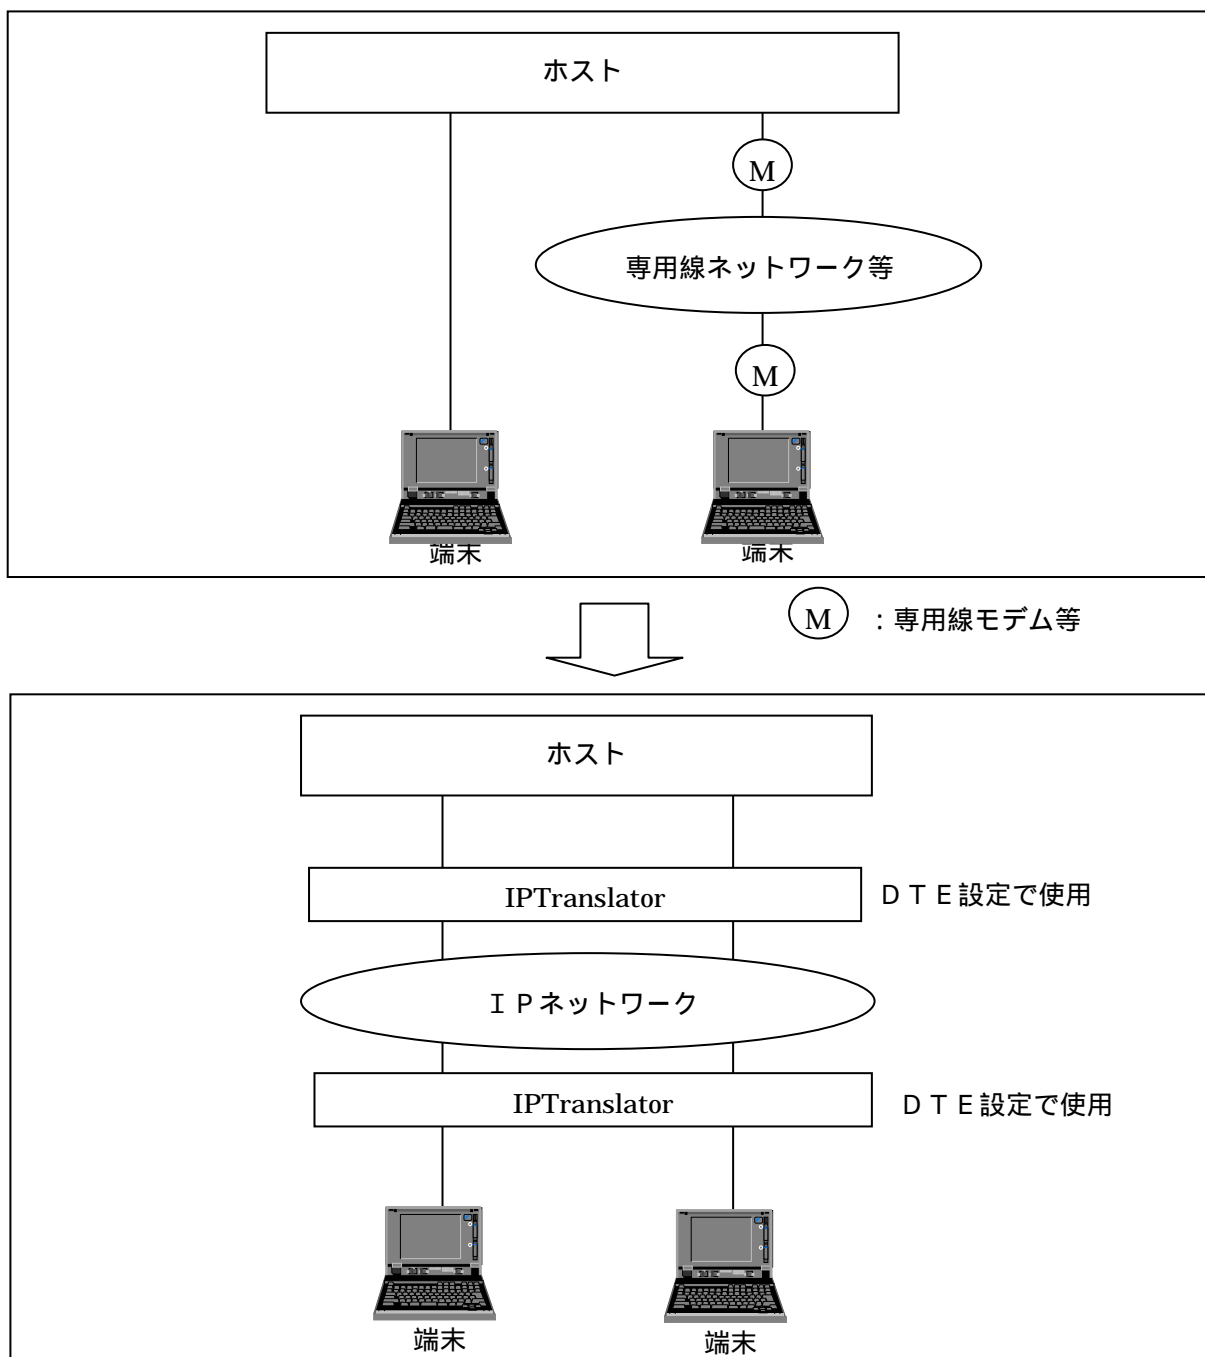 ホスト
M
専用線ネットワーク等
M
端末
端末
M ：専用線モデム等
ホスト
IPTranslator ＤＴＥ設定で使用
ＩＰネットワーク
IPTranslator ＤＴＥ設定で使用
端末
端末